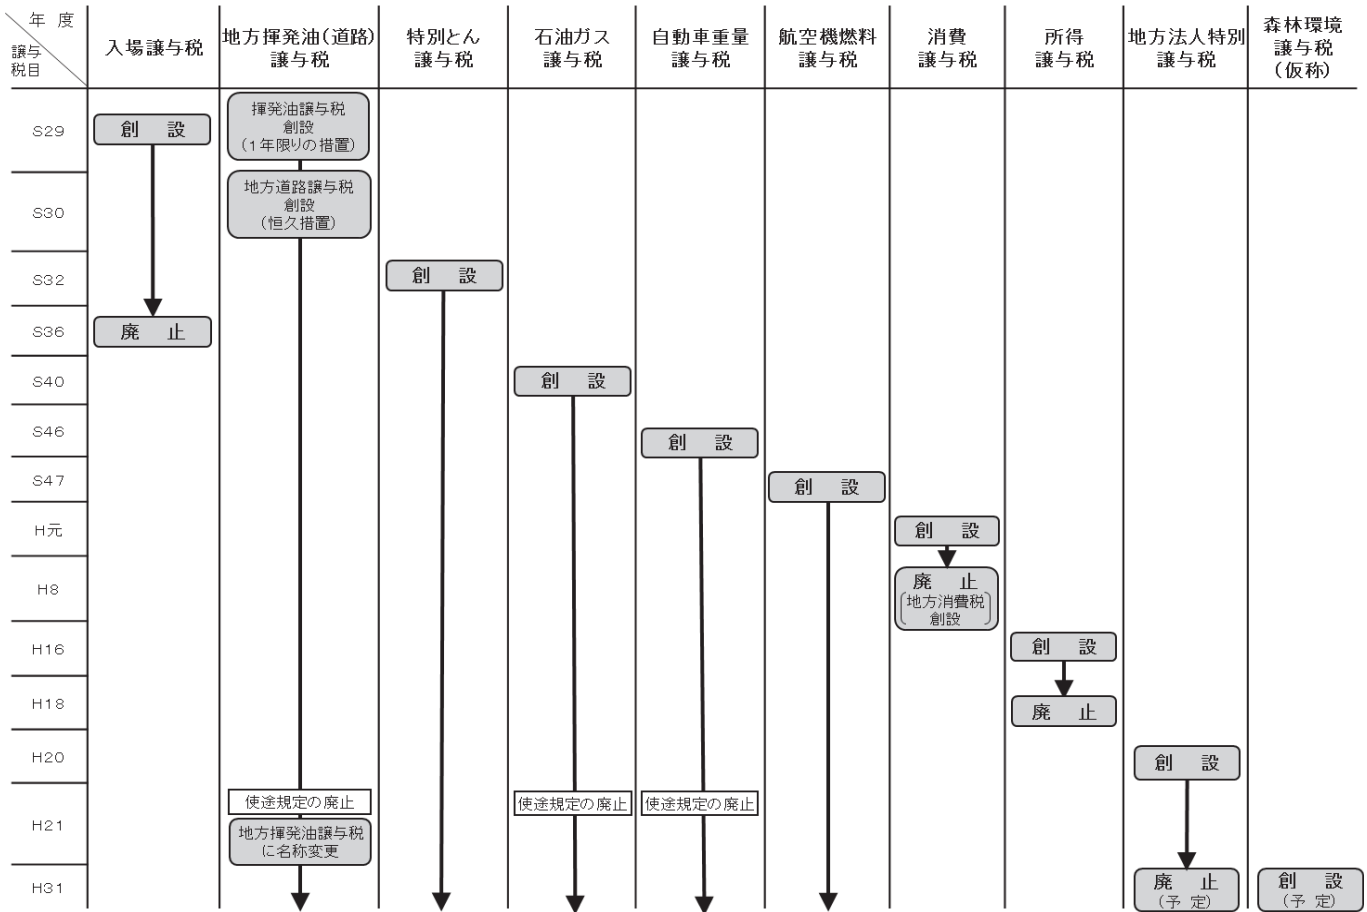 年 度
譲与
税目
入場譲与税
地方揮発油(道路)
譲与税
特別とん
譲与税
石油ガス
譲与税
自動車重量
譲与税
航空機燃料
譲与税
消費
譲与税
所得
譲与税
地方法人特別
譲与税
森林環境
譲与税
(仮称)
S29
創 設
揮発油譲与税
創設
(1年限りの措置)
S30
地方道路譲与税
創設
(恒久措置)
S32
創 設
S36
廃 止
S40
創 設
S46
創 設
S47
創 設
H元
創 設
H8
廃 止
地方消費税
創設
H16
創 設
H18
廃 止
H20
創 設
H21
使途規定の廃止
地方揮発油譲与税
に名称変更
使途規定の廃止
使途規定の廃止
H31
廃 止
(予 定)
創 設
(予 定)